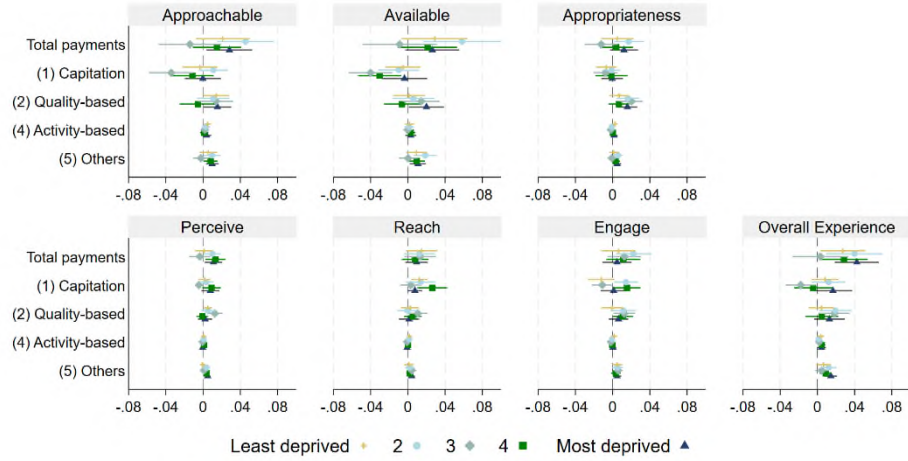 Approachable Available Appropriateness
Total payments
(1) Capitation
(2) Quality-based
(4) Activity-based
(5) Others
-.08 -.04 0 .04 .08 -.08 -.04 0 .04 .08 -.08 -.04 0 .04 .08
Perceive Reach Engage Overall Experience
Total payments
(1) Capitation
(2) Quality-based
(4) Activity-based
(5) Others
-.08 -.04 0 .04 .08 -.08 -.04 0 .04 .08 -.08 -.04 0 .04 .08 -.08 -.04 0 .04 .08
Least deprived 2 3 4 Most deprived